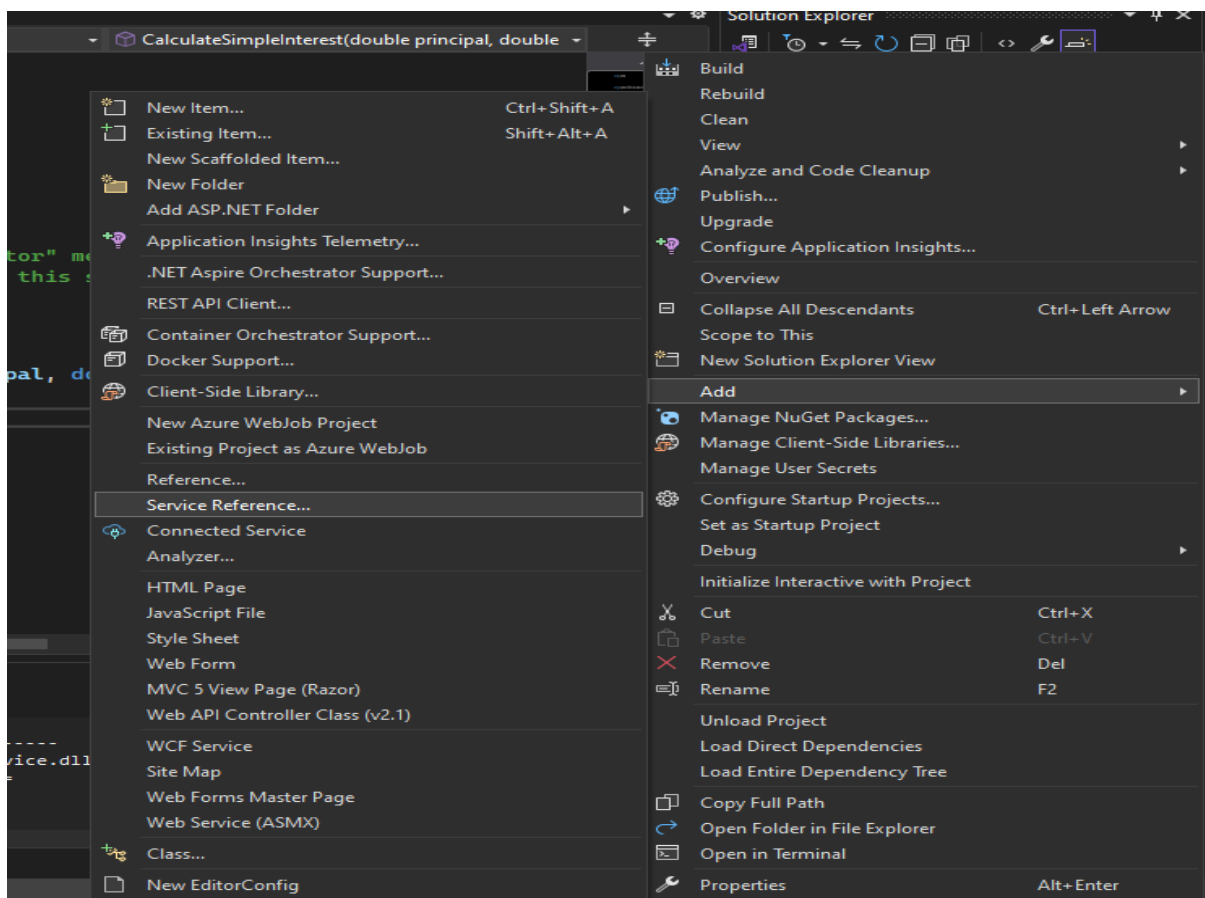 Solution Explorer
CalculateSimpleInterest(double principal, double
New Item... Ctrl+Shift+A
Existing Item... Shift+Alt+A
New Scaffolded Item...
New Folder
Add ASP.NET Folder
Application Insights Telemetry...
.NET Aspire Orchestrator Support...
REST API Client...
Container Orchestrator Support...
Docker Support...
Client-Side Library...
New Azure WebJob Project
Existing Project as Azure WebJob
Reference...
Service Reference...
Connected Service
Analyzer...
HTML Page
JavaScript File
Style Sheet
Web Form
MVC 5 View Page (Razor)
Web API Controller Class (v2.1)
WCF Service
Site Map
Web Forms Master Page
Web Service (ASMX)
Class...
New EditorConfig
Build
Rebuild
Clean
View
Analyze and Code Cleanup
Publish...
Upgrade
Configure Application Insights...
Overview
Collapse All Descendants Ctrl+Left Arrow
Scope to This
New Solution Explorer View
Add
Manage NuGet Packages...
Manage Client-Side Libraries...
Manage User Secrets
Configure Startup Projects...
Set as Startup Project
Debug
Initialize Interactive with Project
Cut Ctrl+X
Paste Ctrl+V
Remove Del
Rename F2
Unload Project
Load Direct Dependencies
Load Entire Dependency Tree
Copy Full Path
Open Folder in File Explorer
Open in Terminal
Properties Alt+Enter
tor" me
this s
pal, do
-----
vice.dll
=